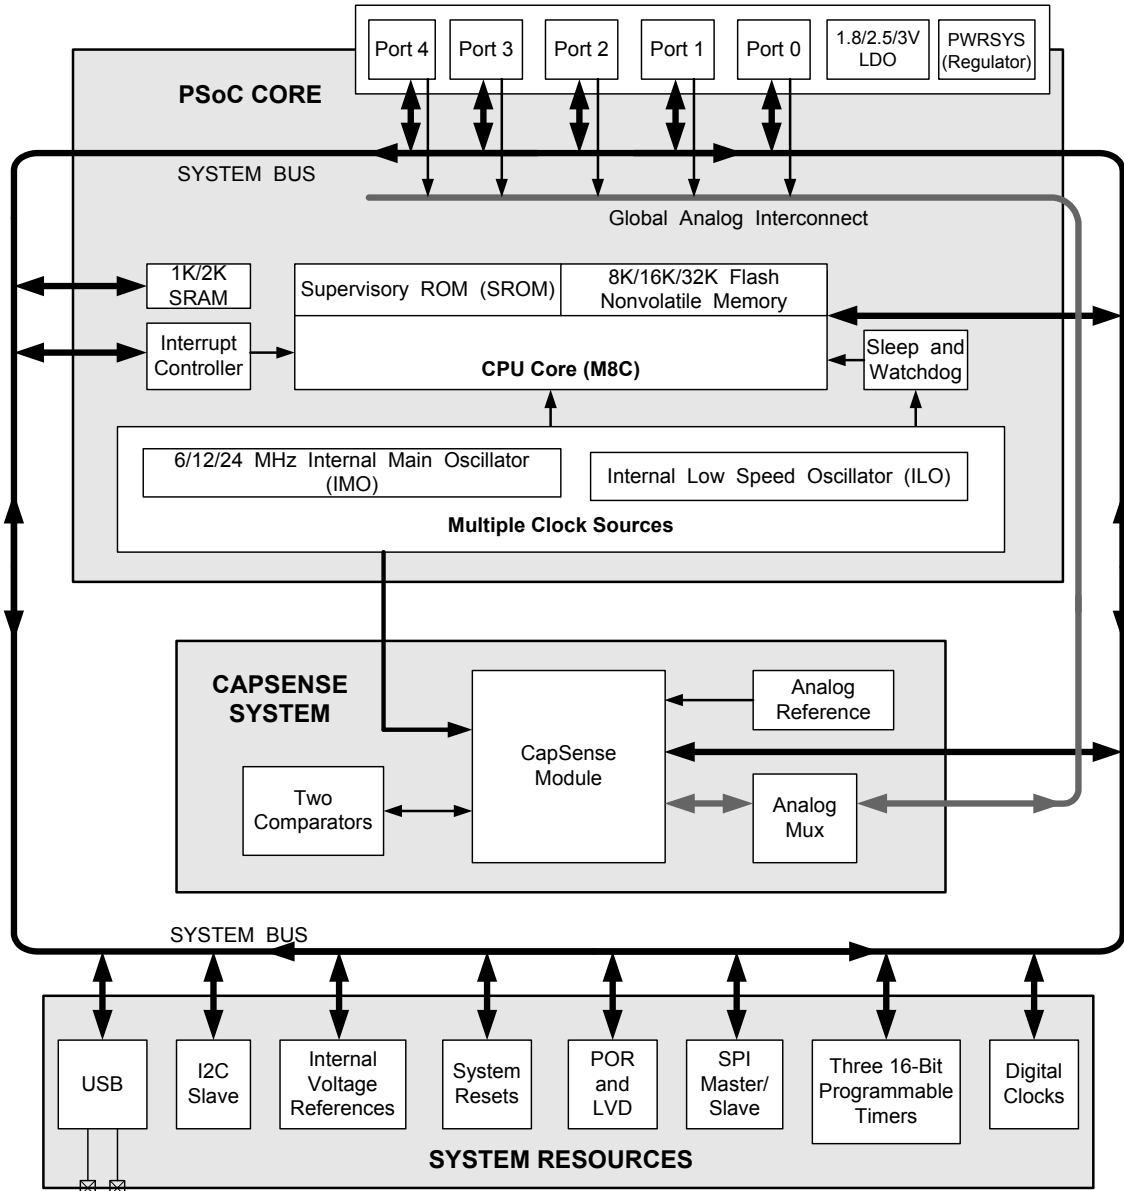 Port 4
Port 3
Port 2
Port 1
Port 0
1.8/2.5/3V
LDO
PWRSYS
(Regulator)
PSoC CORE
SYSTEM BUS
Global Analog Interconnect
1K/2K
SRAM
Supervisory ROM (SROM)
8K/16K/32K Flash
Nonvolatile Memory
Interrupt
Controller
CPU Core (M8C)
Sleep and
Watchdog
6/12/24 MHz Internal Main Oscillator
(IMO)
Internal Low Speed Oscillator (ILO)
Multiple Clock Sources
CAPSENSE
SYSTEM
CapSense
Module
Analog
Reference
Two
Comparators
Analog
Mux
SYSTEM BUS
USB
I2C
Slave
Internal
Voltage
References
System
Resets
POR
and
LVD
SPI
Master/
Slave
Three 16-Bit
Programmable
Timers
Digital
Clocks
SYSTEM RESOURCES